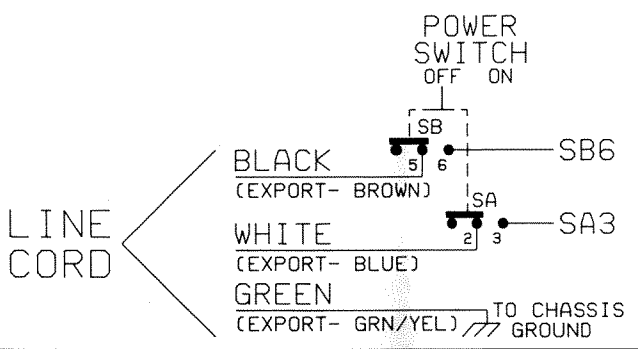 POWER
SWITCH
OFF ON
SB
5 6
SB6
BLACK
(EXPORT- BROWN)
SA
2 3
SA3
LINE
CORD
WHITE
(EXPORT- BLUE)
GREEN
(EXPORT- GRN/YEL)
TO CHASSIS
GROUND